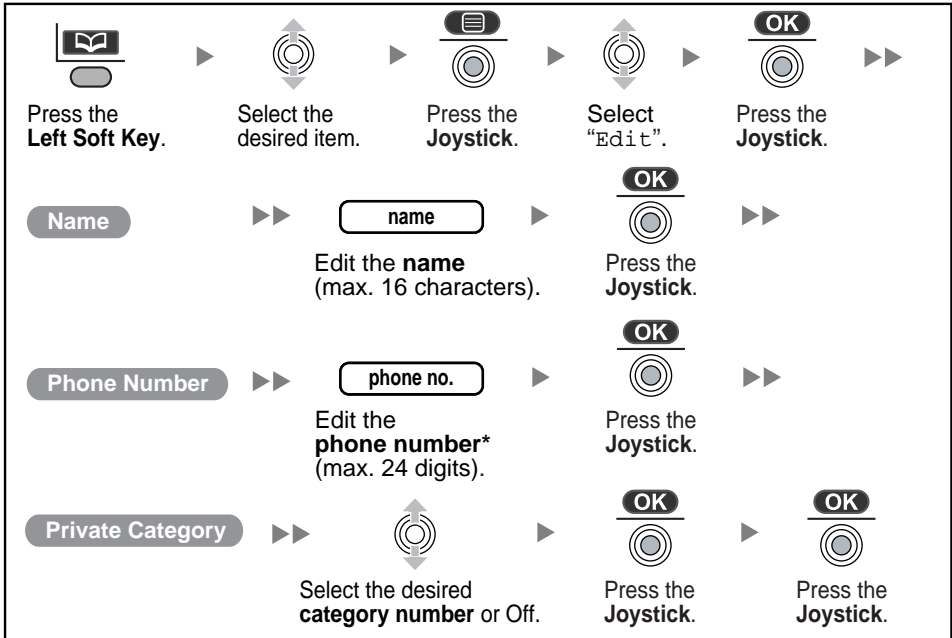 OK OK
Press the Select the Press the Select Press the
Left Soft Key. desired item. Joystick. “Edit”. Joystick.
OK
Name name
Edit the name Press the
(max. 16 characters). Joystick.
OK
Phone Number phone no.
Edit the Press the
phone number* Joystick.
(max. 24 digits).
OK OK
Private Category
Select the desired Press the Press the
category number or Off. Joystick. Joystick.